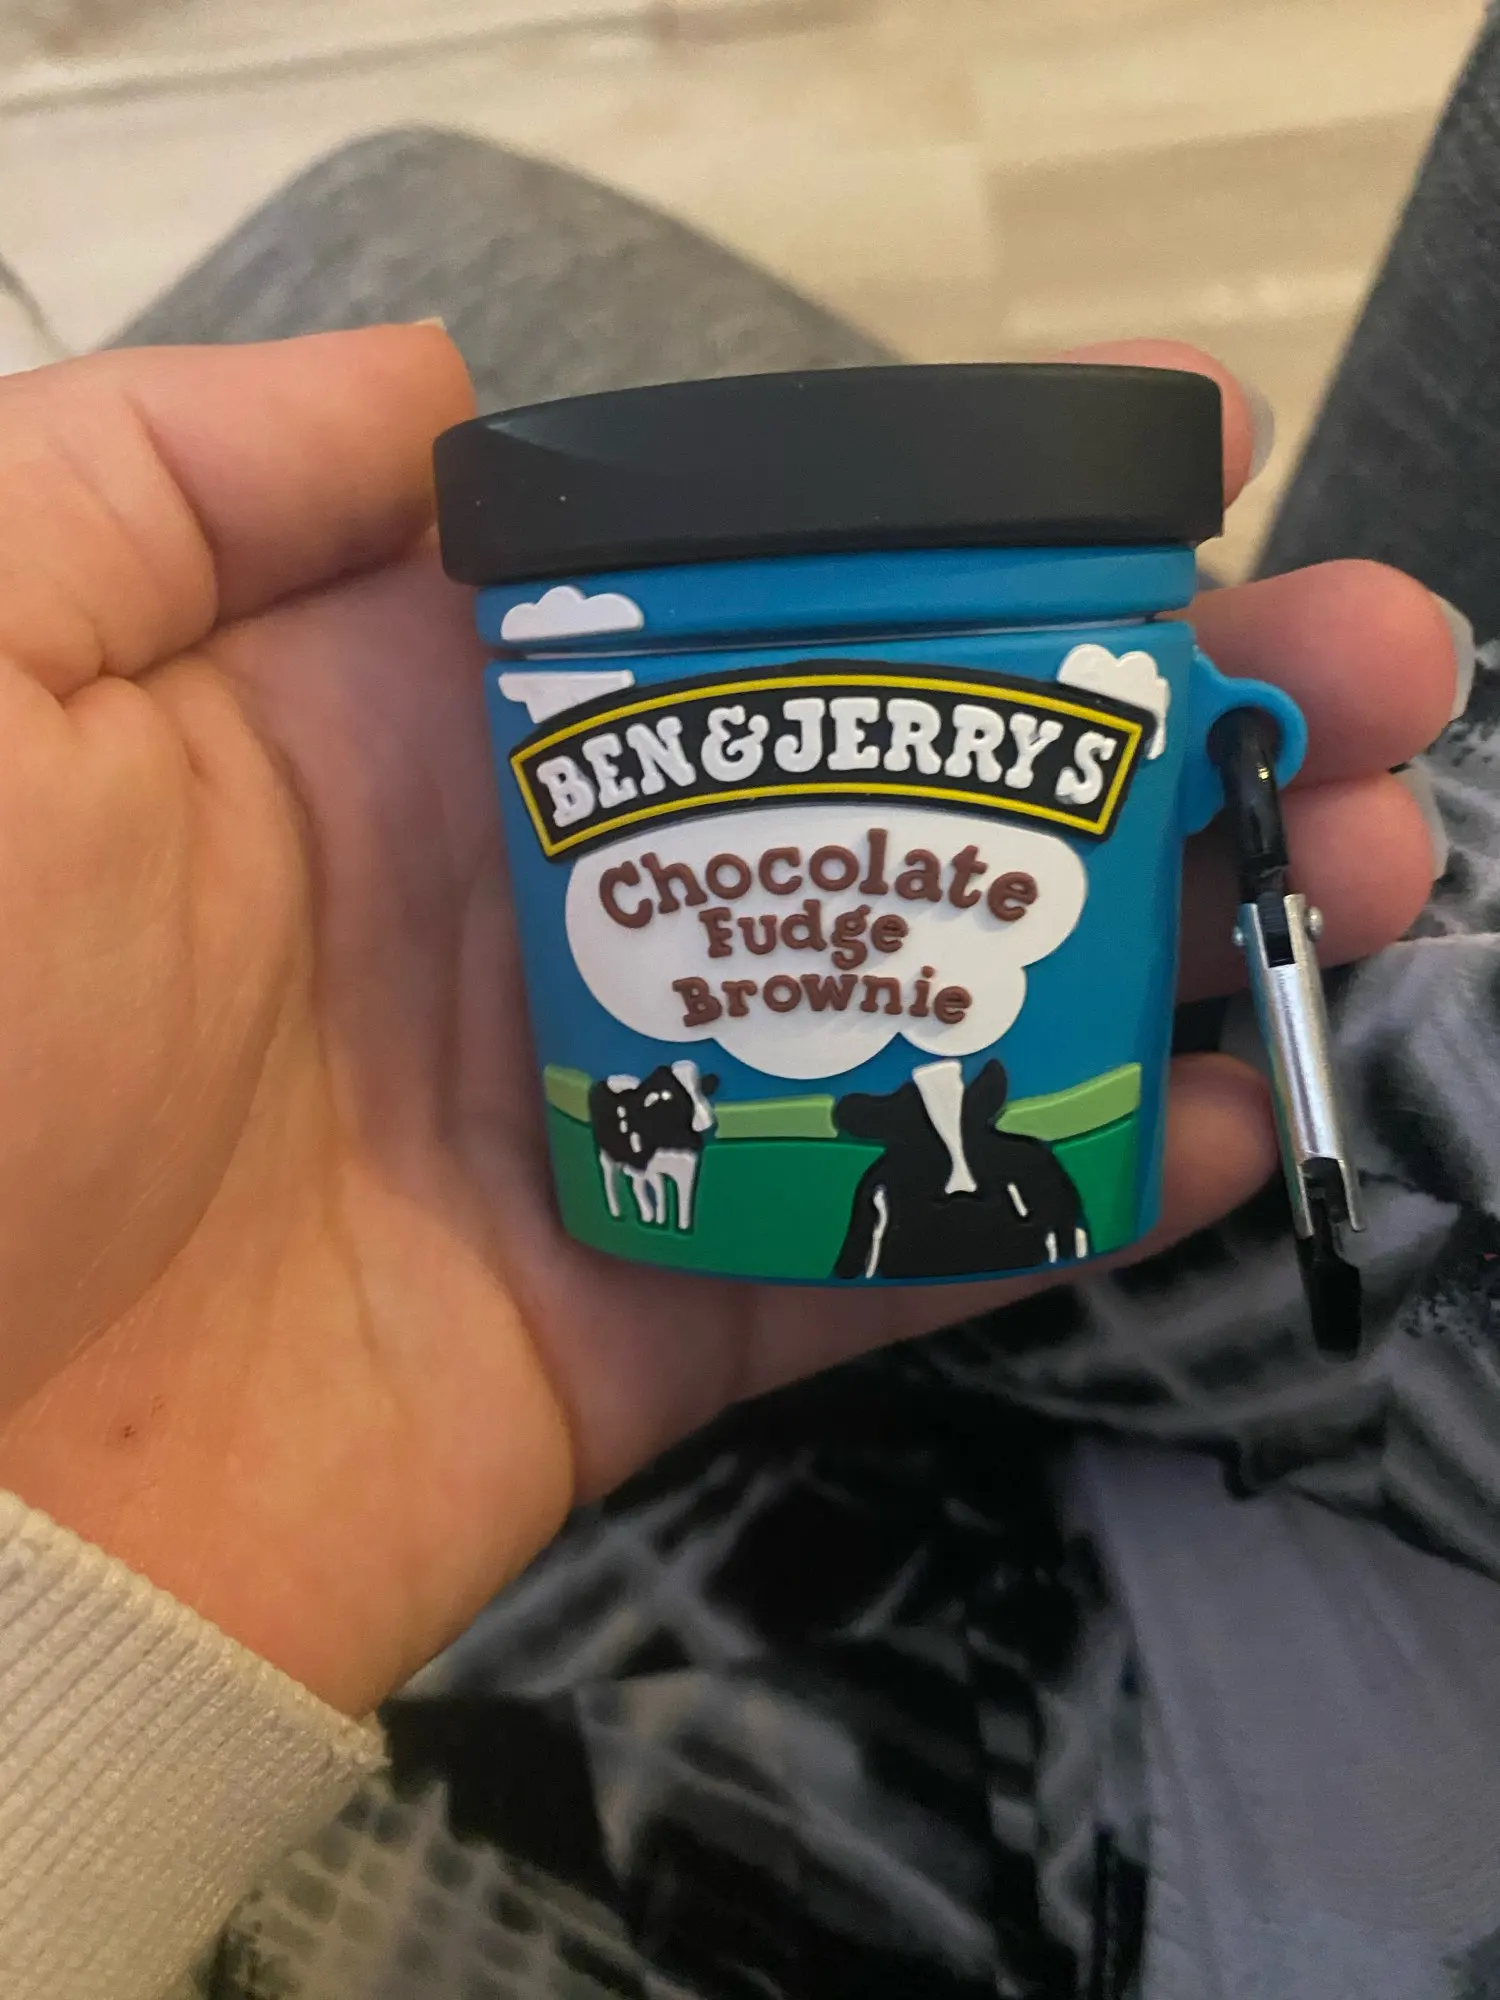 BEN & JERRY S
Chocolate
Fudge
Brownie